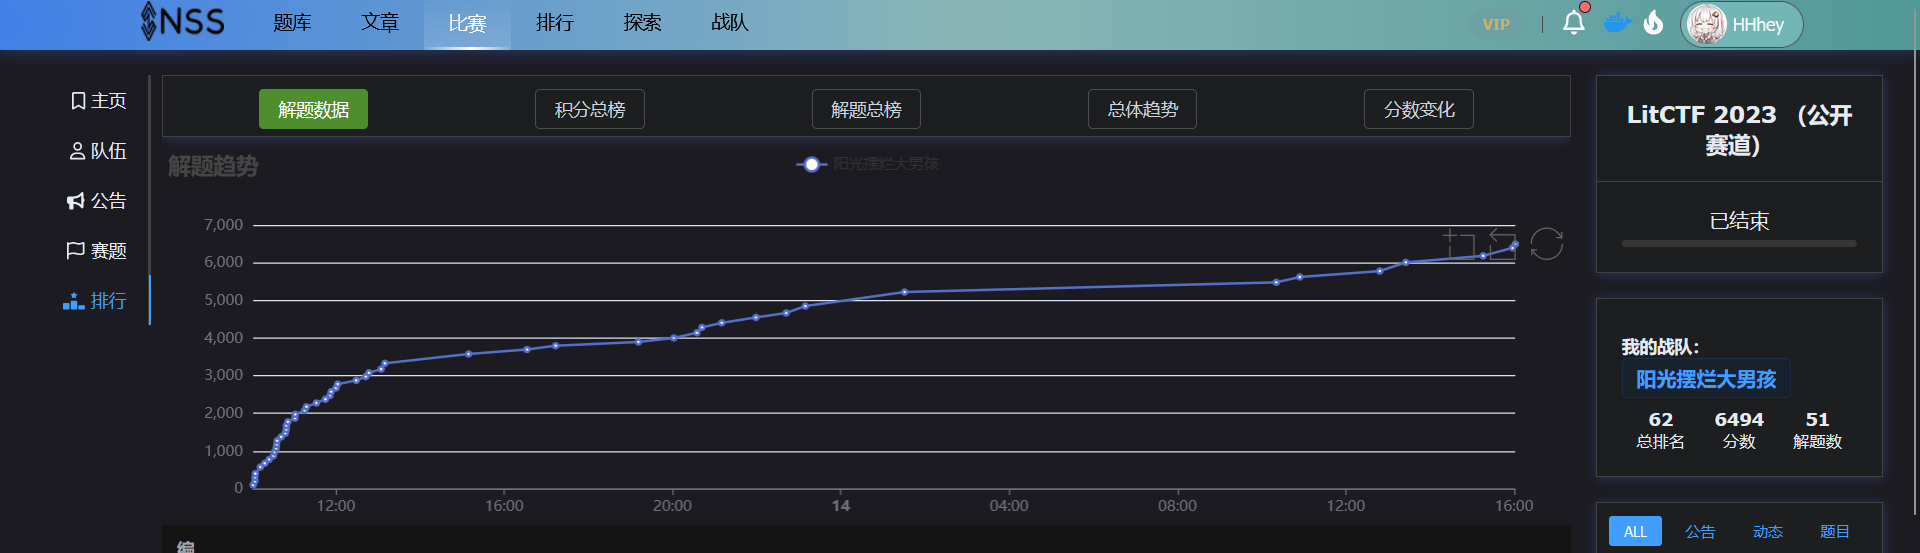 NSS 题库 文章 比赛 排行 探索 战队 VIP HHhey
主页
队伍
公告
赛题
排行
解题数据 积分总榜 解题总榜 总体趋势 分数变化
解题趋势
阳光摆烂大男孩
7,000
6,000
5,000
4,000
3,000
2,000
1,000
0
12:00 16:00 20:00 14 04:00 08:00 12:00 16:00
编
LitCTF 2023 （公开
赛道）
已结束
我的战队：
阳光摆烂大男孩
62 6494 51
总排名 分数 解题数
ALL 公告 动态 题目